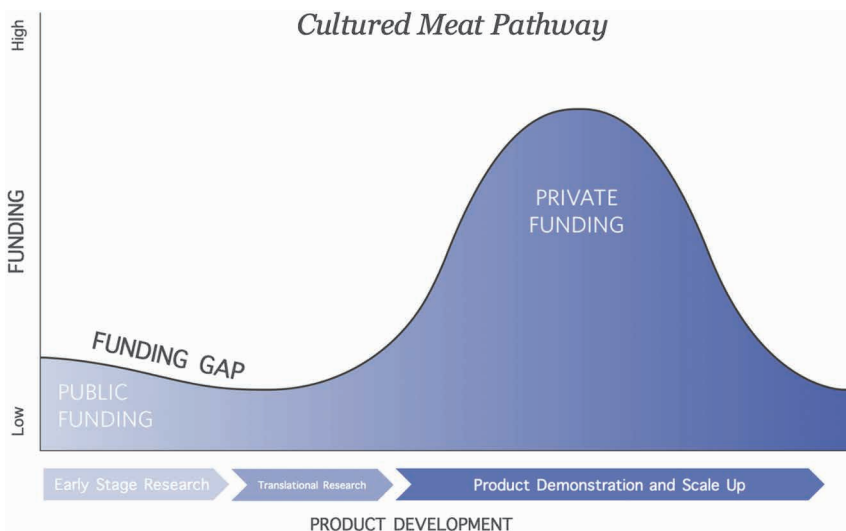 Cultured Meat Pathway
High
FUNDING
Low
FUNDING GAP
PUBLIC
FUNDING
PRIVATE
FUNDING
Early Stage Research
Translational Research
Product Demonstration and Scale Up
PRODUCT DEVELOPMENT